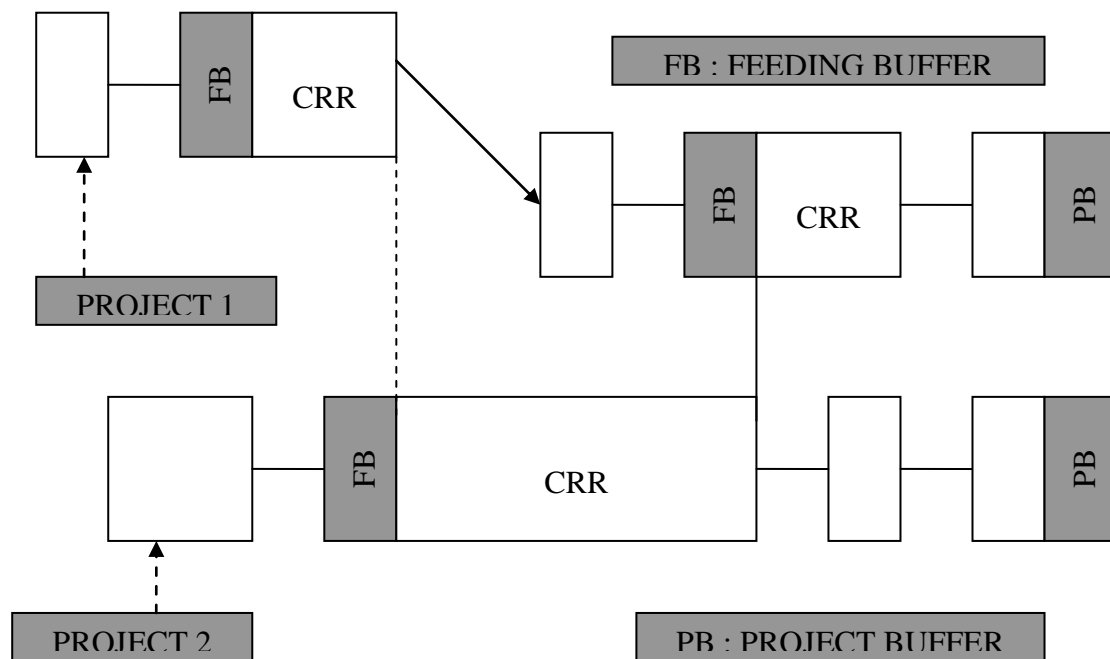 FB
CRR
FB : FEEDING BUFFER
FB
CRR
PB
PROJECT 1
FB
CRR
PB
PROJECT 2
PB : PROJECT BUFFER